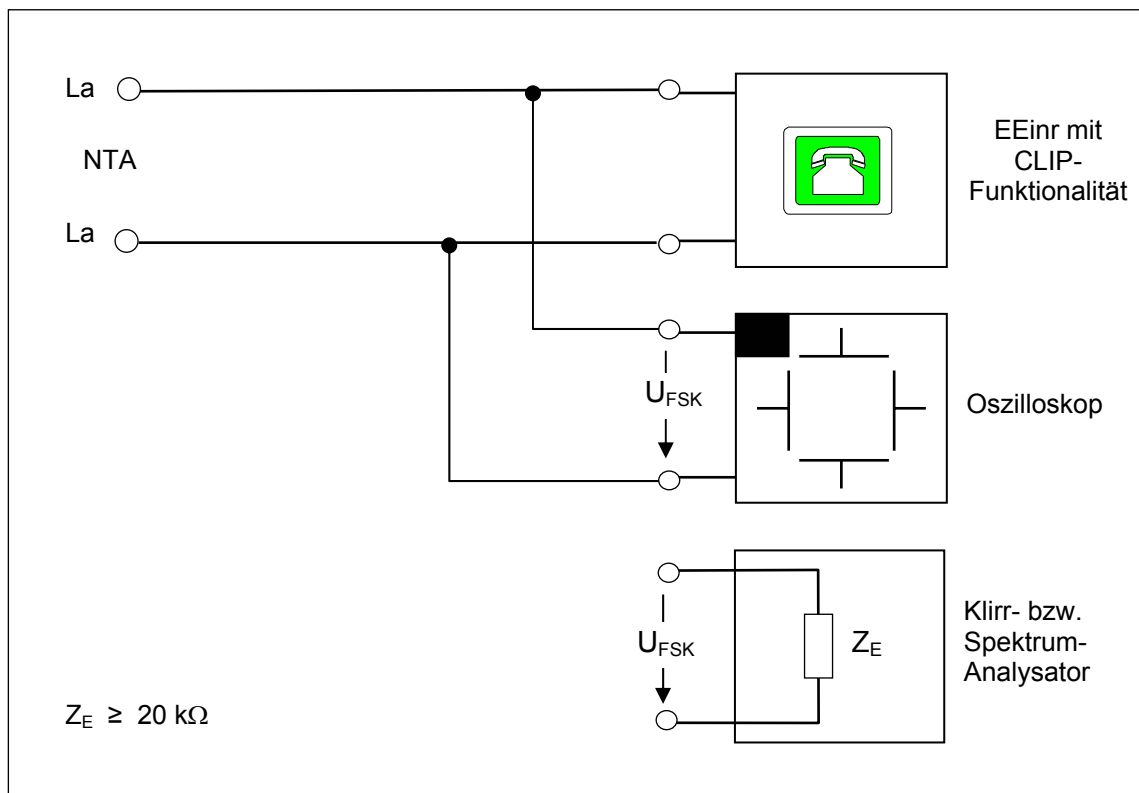 La
NTA
La
EEinr mit
CLIP-
Funktionalität
U_FSK
Oszilloskop
U_FSK
Z_E
Klirr- bzw.
Spektrum-
Analysator
Z_E ≥ 20 kΩ